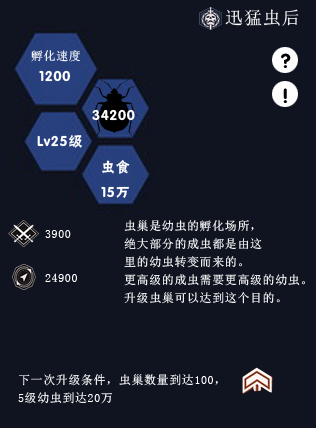 迅猛虫后
孵化速度
1200
?
!
34200
Lv25级
虫食
15万
3900
24900
虫巢是幼虫的孵化场所，
绝大部分的成虫都是由这
里的幼虫转变而来的。
更高级的成虫需要更高级的幼虫。
升级虫巢可以达到这个目的。
下一次升级条件，虫巢数量到达100，
5级幼虫到达20万